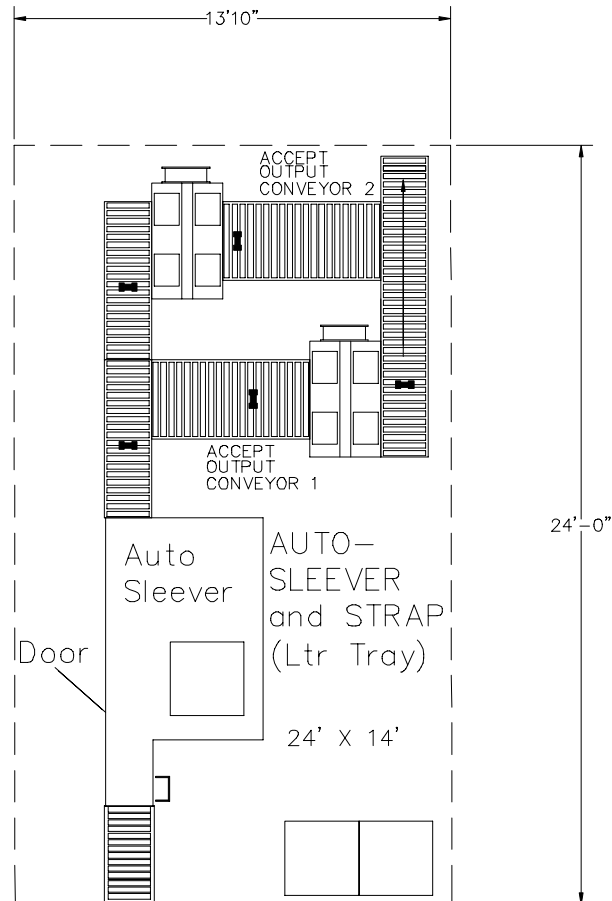 13'10"
ACCEPT
OUTPUT
CONVEYOR 2
ACCEPT
OUTPUT
CONVEYOR 1
24'-0"
Auto
Sleever
AUTO-
SLEEVER
and STRAP
(Ltr Tray)
Door
24' X 14'